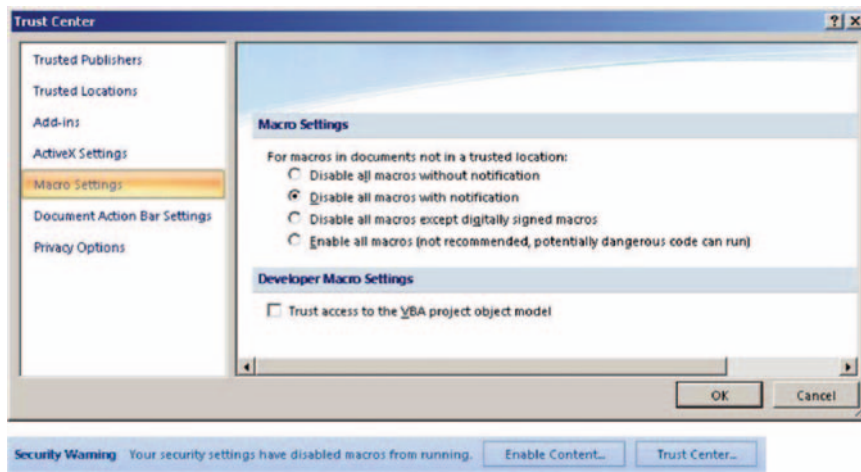 Trust Center
Trusted Publishers
Trusted Locations
Add-ins
ActiveX Settings
Macro Settings
Document Action Bar Settings
Privacy Options
Macro Settings
For macros in documents not in a trusted location:
Disable all macros without notification
Disable all macros with notification
Disable all macros except digitally signed macros
Enable all macros (not recommended, potentially dangerous code can run)
Developer Macro Settings
Trust access to the VBA project object model
OK Cancel
Security Warning Your security settings have disabled macros from running. Enable Content... Trust Center...